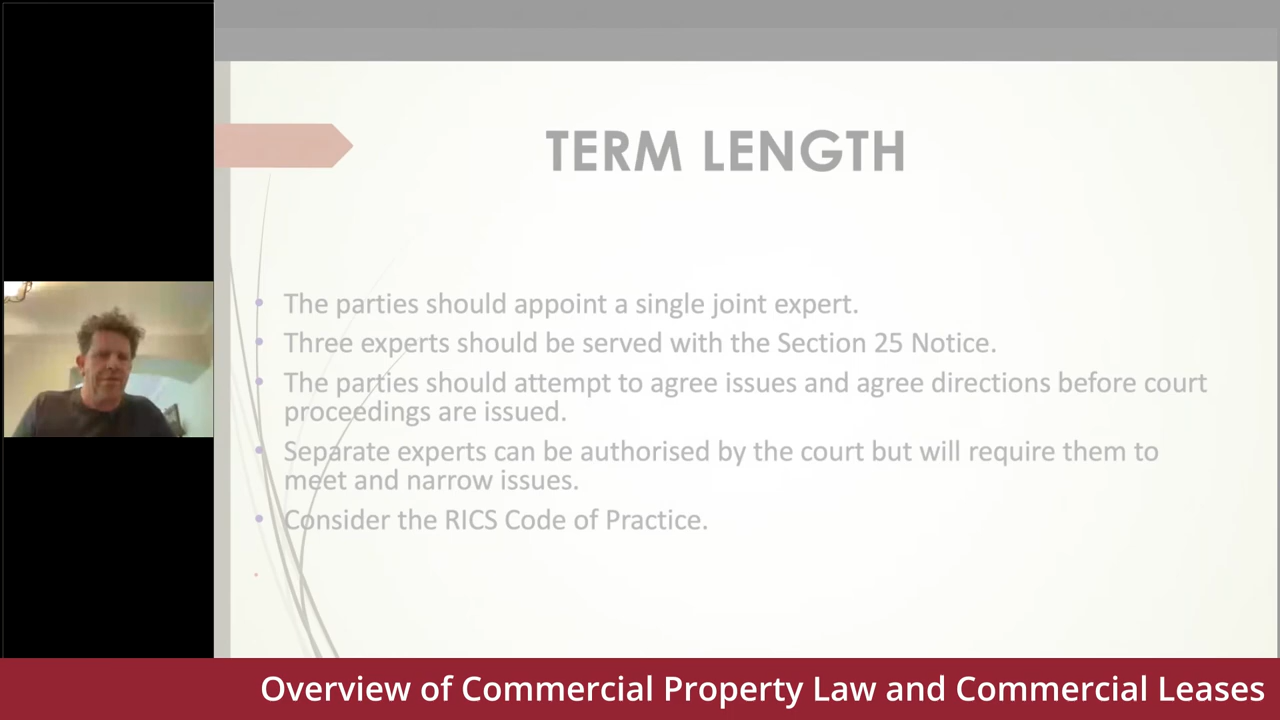 TERM LENGTH
• The parties should appoint a single joint expert.
• Three experts should be served with the Section 25 Notice.
• The parties should attempt to agree issues and agree directions before court
proceedings are issued.
• Separate experts can be authorised by the court but will require them to
meet and narrow issues.
• Consider the RICS Code of Practice.
Overview of Commercial Property Law and Commercial Leases